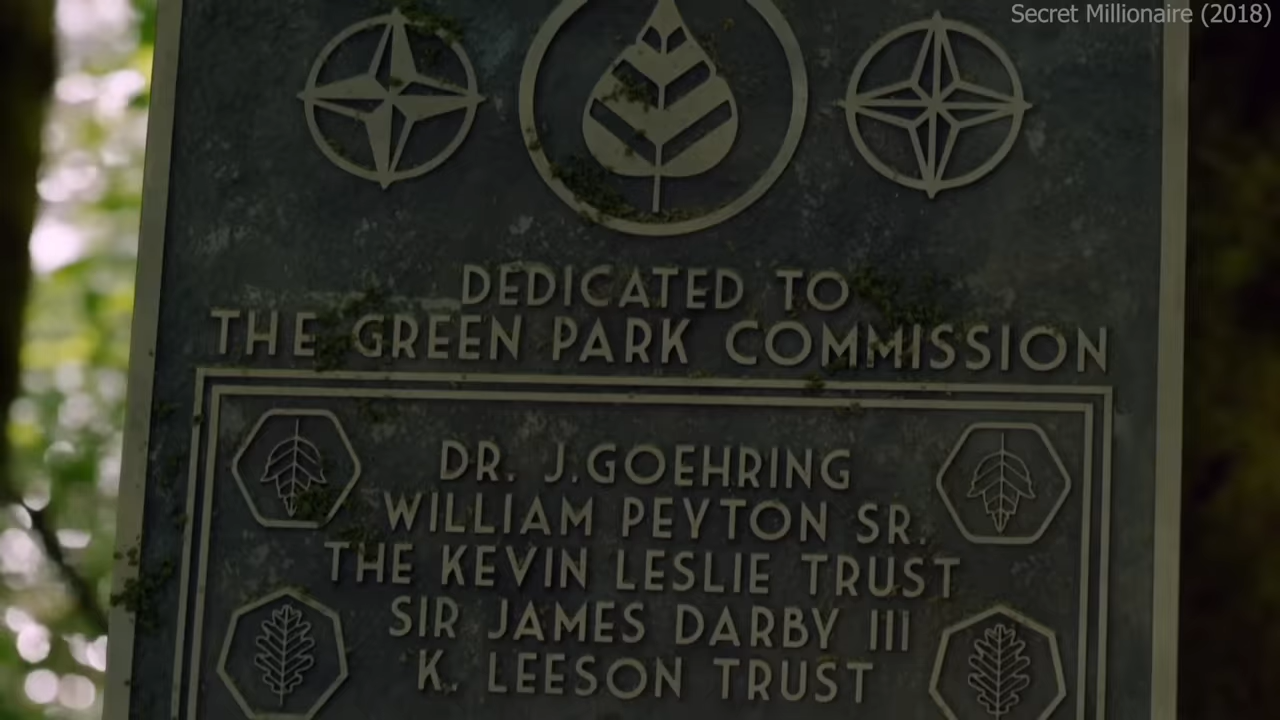 Secret Millionaire (2018)
DEDICATED TO
THE GREEN PARK COMMISSION
DR. J.GOEHRING
WILLIAM PEYTON SR.
THE KEVIN LESLIE TRUST
SIR JAMES DARBY III
K. LEESON TRUST